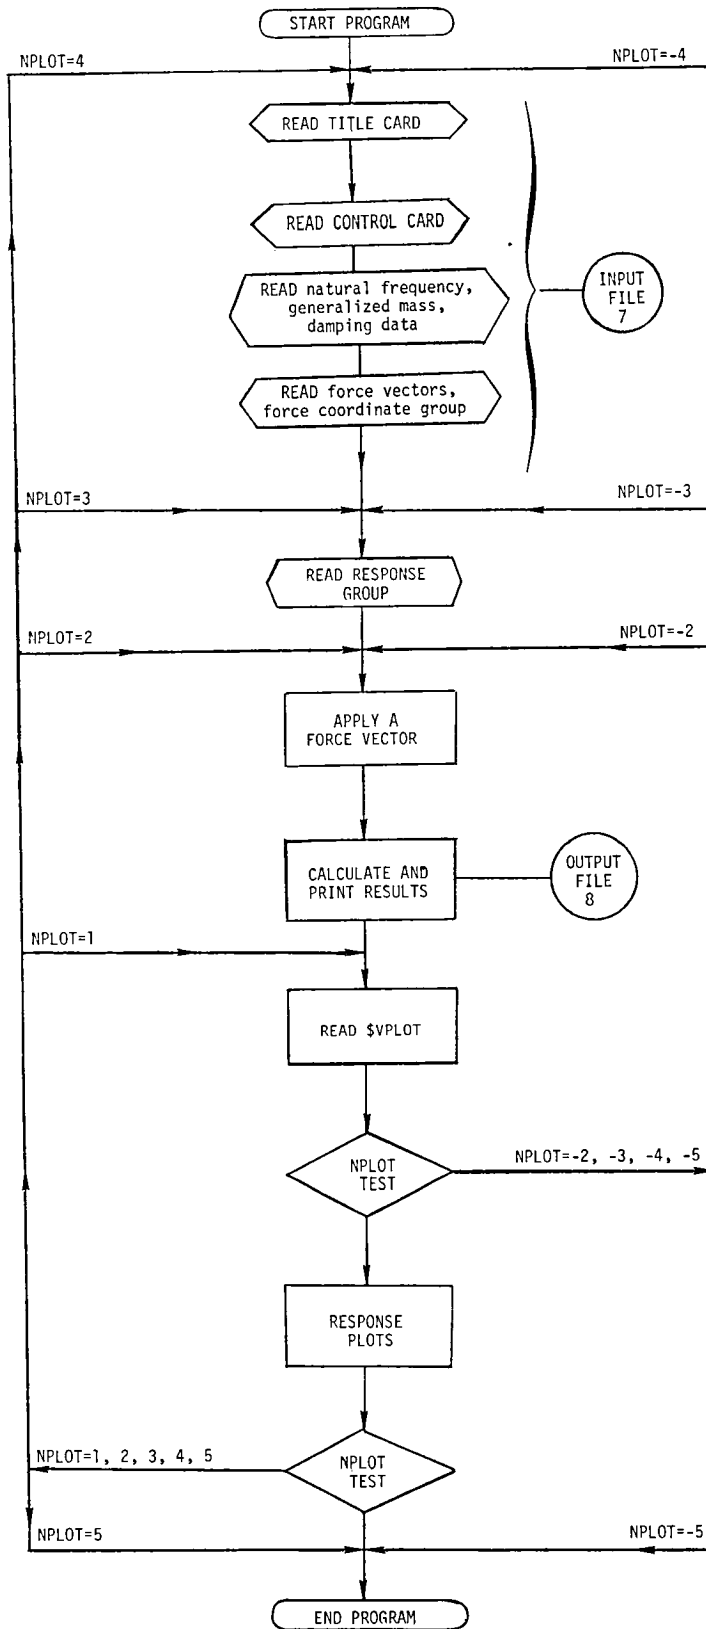 START PROGRAM
NPLOT=4
NPLOT=-4
READ TITLE CARD
READ CONTROL CARD
READ natural frequency,
generalized mass,
damping data
INPUT
FILE
7
READ force vectors,
force coordinate group
NPLOT=3
NPLOT=-3
READ RESPONSE
GROUP
NPLOT=2
NPLOT=-2
APPLY A
FORCE VECTOR
CALCULATE AND
PRINT RESULTS
OUTPUT
FILE
8
NPLOT=1
READ $VPLOT
NPLOT
TEST
NPLOT=-2, -3, -4, -5
RESPONSE
PLOTS
NPLOT=1, 2, 3, 4, 5
NPLOT
TEST
NPLOT=5
NPLOT=-5
END PROGRAM